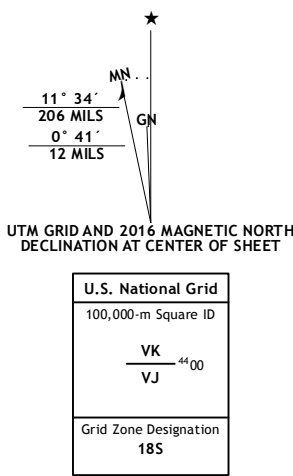 MN
11° 34´
206 MILS
GN
0° 41´
12 MILS
UTM GRID AND 2016 MAGNETIC NORTH
DECLINATION AT CENTER OF SHEET
U.S. National Grid
100,000-m Square ID
VK
4400
VJ
Grid Zone Designation
18S